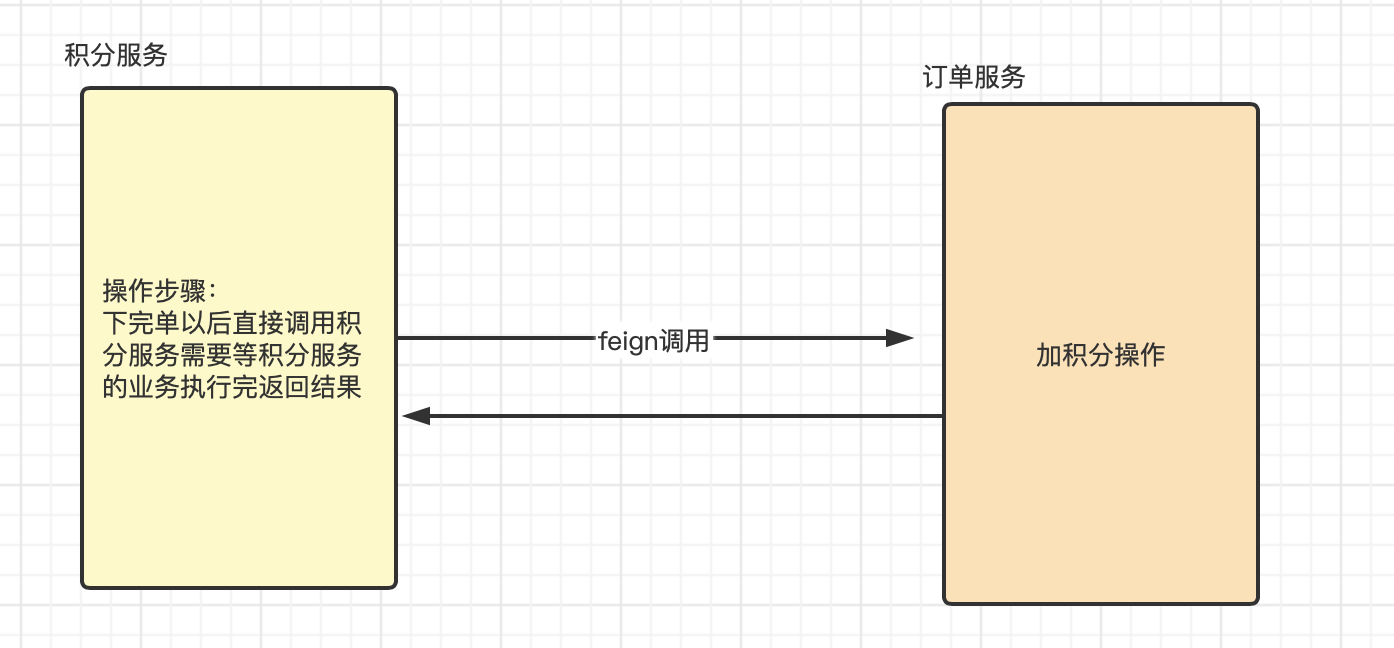 积分服务
订单服务
操作步骤：
下完单以后直接调用积
分服务需要等积分服务
的业务执行完返回结果
feign调用
加积分操作